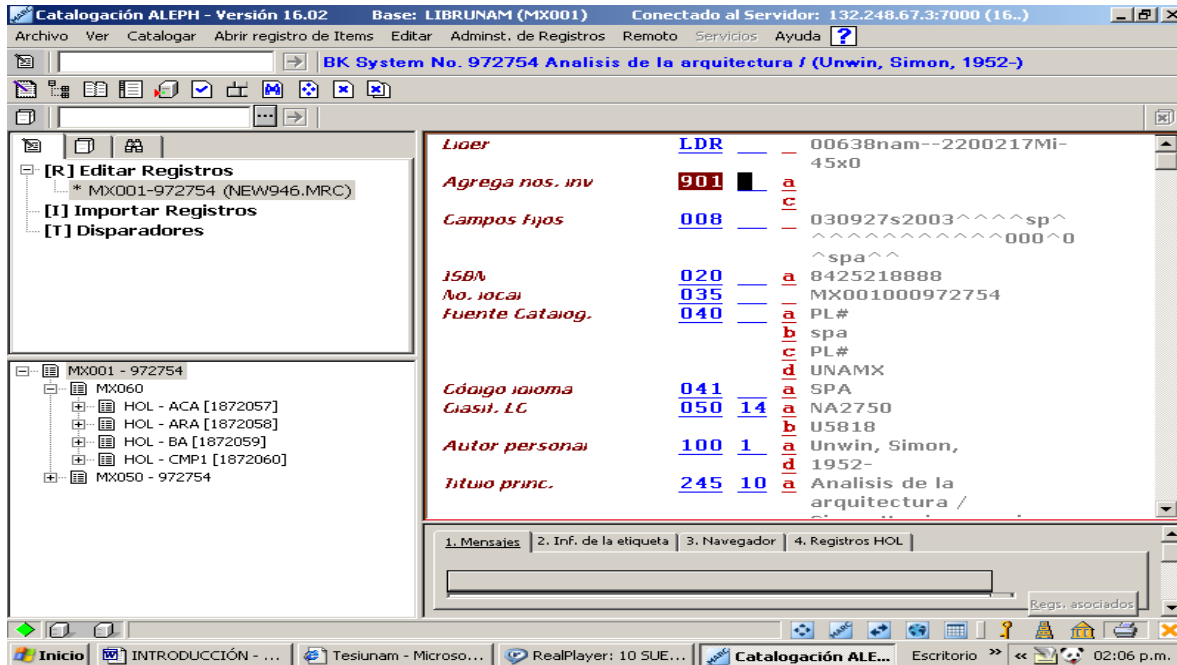 Catalogación ALEPH - Versión 16.02 Base: LIBRUNAM (MX001) Conectado al Servidor: 132.248.67.3:7000 (16..)
Archivo Ver Catalogar Abrir registro de Items Editar Adminst. de Registros Remoto Servicios Ayuda ?
BK System No. 972754 Analisis de la arquitectura / (Unwin, Simon, 1952-)
[R] Editar Registros
* MX001-972754 (NEW946.MRC)
[I] Importar Registros
[T] Disparadores
MX001 - 972754
MX060
HOL - ACA [1872057]
HOL - ARA [1872058]
HOL - BA [1872059]
HOL - CMP1 [1872060]
MX050 - 972754
Lider LDR 00638nam--2200217Mi-
45x0
Agrega nos. inv 901 a
c
Campos fijos 008 030927s2003^^^^sp^
^^^^^^^^^^^^000^0
^spa^^
ISBN 020 a 8425218888
No. local 035 MX001000972754
Fuente Catalog. 040 a PL#
b spa
c PL#
d UNAMX
Código idioma 041 a SPA
Clasif. LC 050 14 a NA2750
b U5818
Autor personal 100 1 a Unwin, Simon,
d 1952-
Título princ. 245 10 a Analisis de la
arquitectura /
1. Mensajes 2. Inf. de la etiqueta 3. Navegador 4. Registros HOL
Regs. asociados
Inicio INTRODUCCIÓN - ... Tesiunam - Microso... RealPlayer: 10 SUE... Catalogación ALE... Escritorio » « 02:06 p.m.